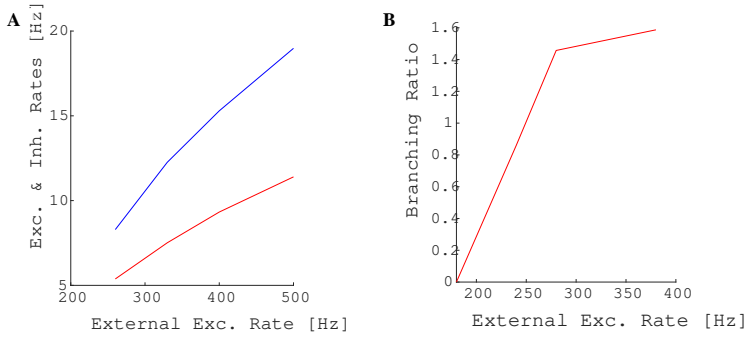 A
Exc. & Inh. Rates [Hz]
20
15
10
5
200 300 400 500
External Exc. Rate [Hz]
B
Branching Ratio
1.6
1.4
1.2
1
0.8
0.6
0.4
0.2
0
200 250 300 350 400
External Exc. Rate [Hz]